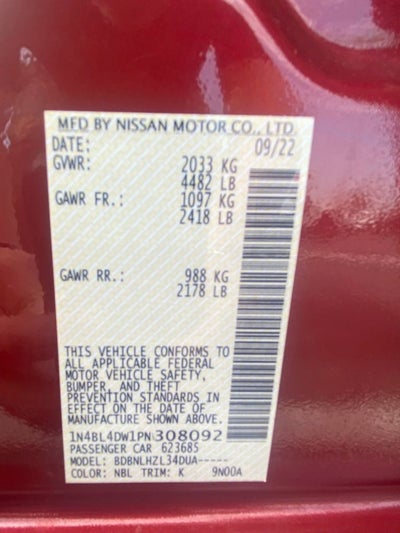 MFD BY NISSAN MOTOR CO., LTD.
DATE: 09/22
GVWR: 2033 KG
4482 LB
GAWR FR.: 1097 KG
2418 LB
GAWR RR.: 988 KG
2178 LB
THIS VEHICLE CONFORMS TO
ALL APPLICABLE FEDERAL
MOTOR VEHICLE SAFETY,
BUMPER, AND THEFT
PREVENTION STANDARDS IN
EFFECT ON THE DATE OF
MANUFACTURE SHOWN ABOVE.
1N4BL4DW1PN308092
PASSENGER CAR 623685
MODEL: BDBNLHZL34DUA-----
COLOR: NBL TRIM: K 9N00A